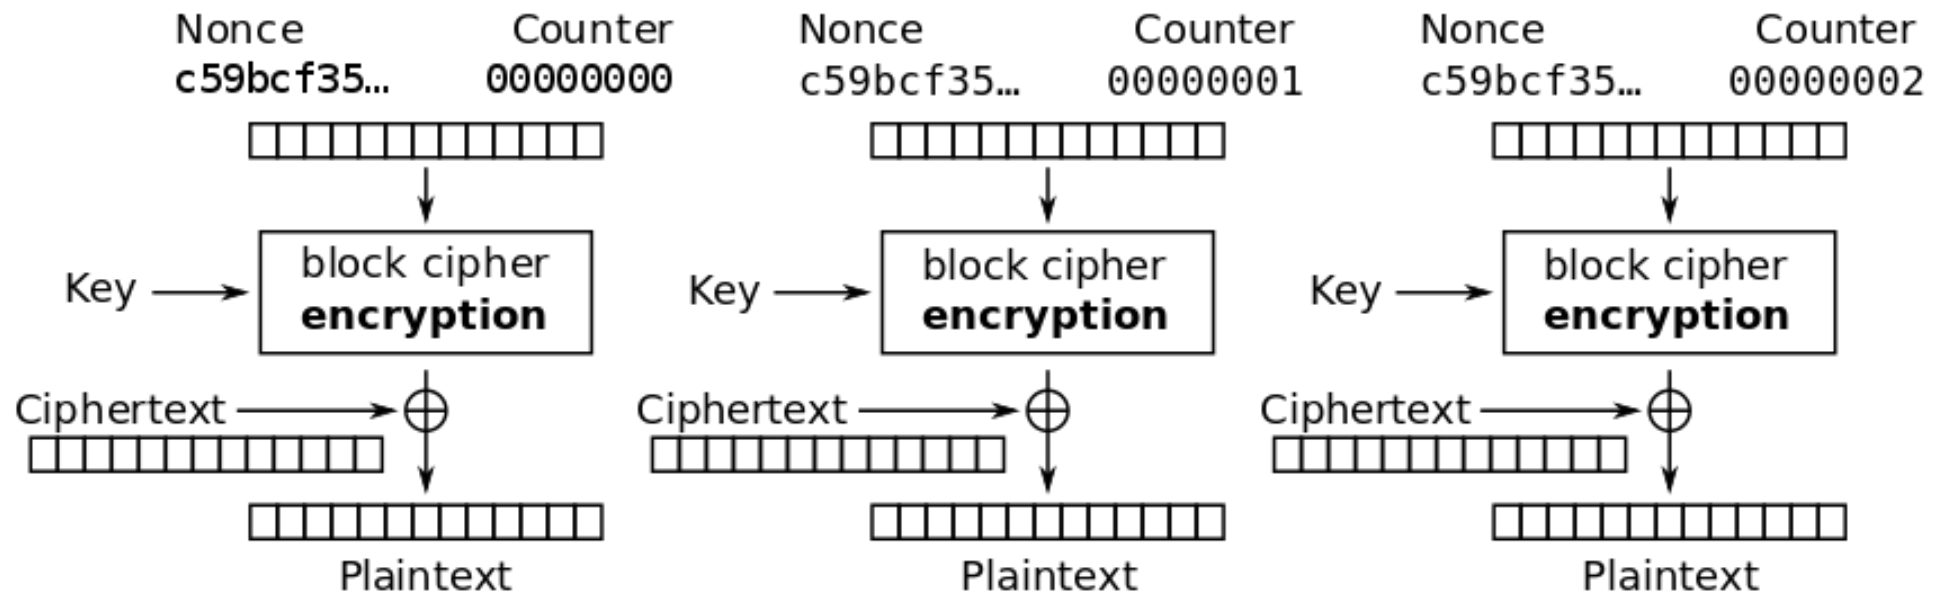 Nonce Counter Nonce Counter Nonce Counter
c59bcf35… 00000000 c59bcf35… 00000001 c59bcf35… 00000002
block cipher block cipher block cipher
Key Key Key
encryption encryption encryption
Ciphertext Ciphertext Ciphertext
Plaintext Plaintext Plaintext